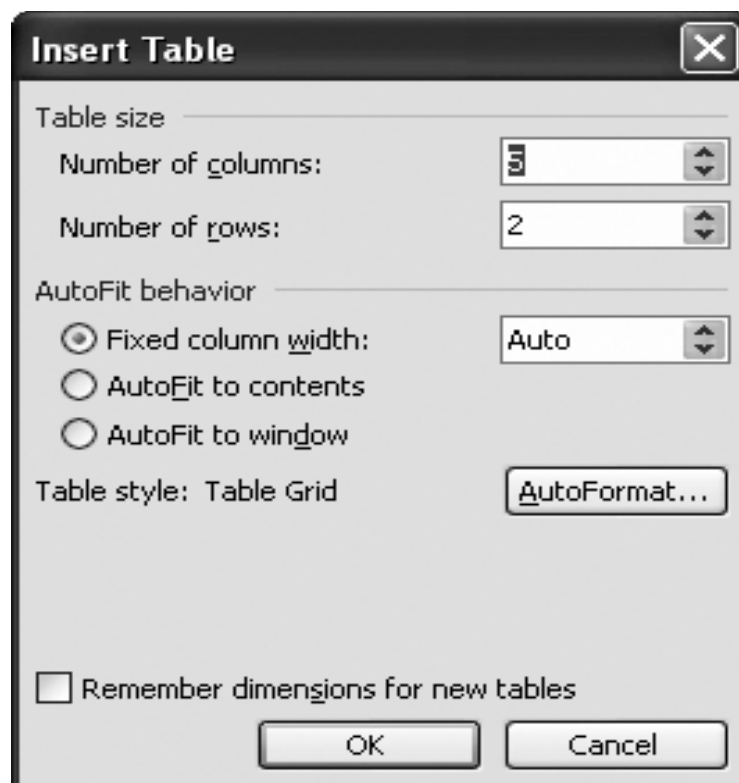 Insert Table
Table size
Number of columns: 5
Number of rows: 2
AutoFit behavior
Fixed column width: Auto
AutoFit to contents
AutoFit to window
Table style: Table Grid AutoFormat...
Remember dimensions for new tables
OK Cancel